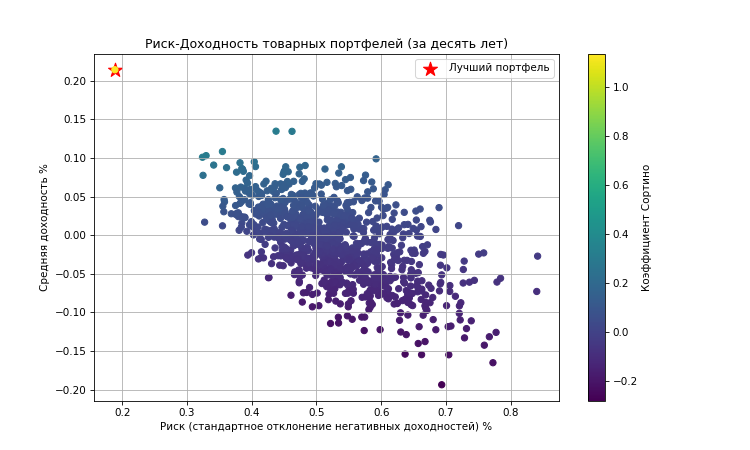 Риск-Доходность товарных портфелей (за десять лет)
Лучший портфель
Средняя доходность %
0.20
0.15
0.10
0.05
0.00
−0.05
−0.10
−0.15
−0.20
0.2 0.3 0.4 0.5 0.6 0.7 0.8
Риск (стандартное отклонение негативных доходностей) %
1.0
0.8
0.6
0.4
0.2
0.0
−0.2
Коэффициент Сортино